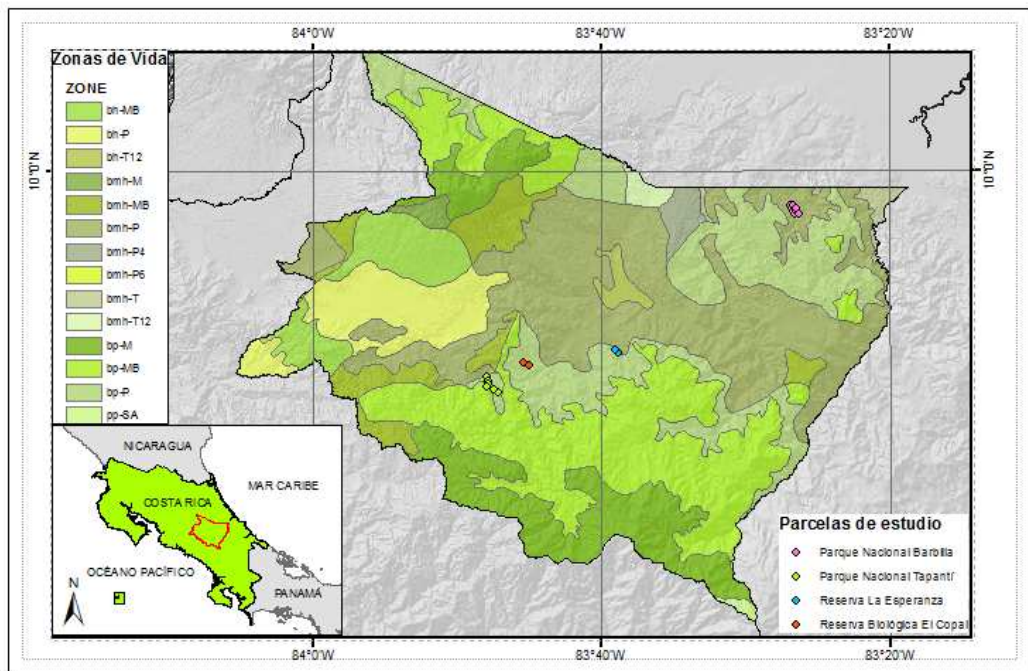 84°0'W 83°40'W 83°20'W
Zonas de Vida
ZONE
bh-MB
bh-P
bh-T12
bmh-M
bmh-MB
bmh-P
bmh-P4
bmh-P6
bmh-T
bmh-T12
bp-M
bp-MB
bp-P
pp-SA
10°0'N
10°0'N
NICARAGUA
MAR CARIBE
COSTA RICA
OCÉANO PACÍFICO
PANAMÁ
N
Parcelas de estudio
Parque Nacional Barbilla
Parque Nacional Tapantí
Reserva La Esperanza
Reserva Biológica El Copal
84°0'W 83°40'W 83°20'W